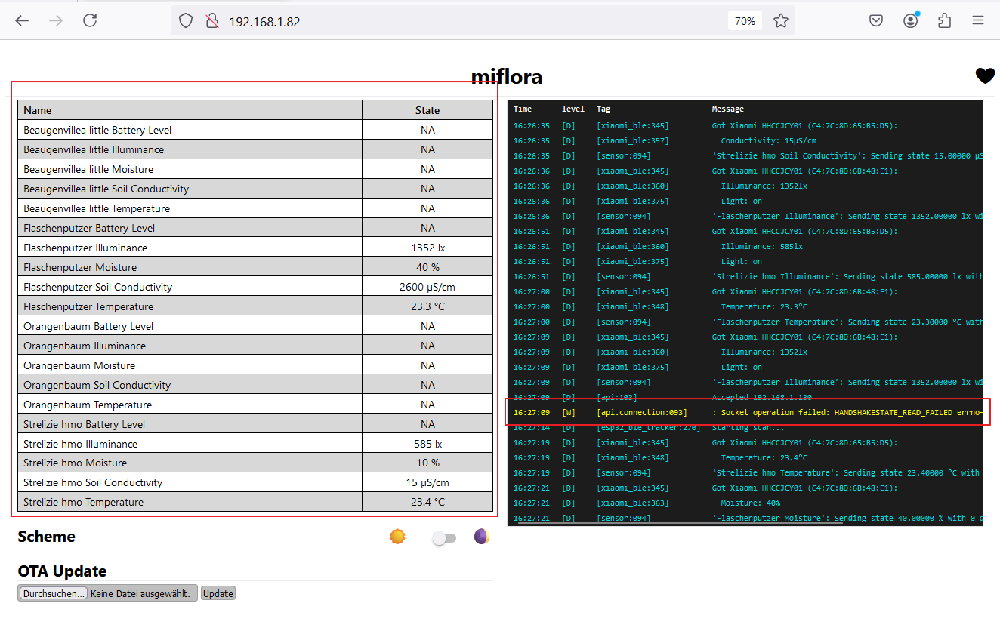 192.168.1.82
70%
miflora
Name State
Beaugenvillea little Battery Level NA
Beaugenvillea little Illuminance NA
Beaugenvillea little Moisture NA
Beaugenvillea little Soil Conductivity NA
Beaugenvillea little Temperature NA
Flaschenputzer Battery Level NA
Flaschenputzer Illuminance 1352 lx
Flaschenputzer Moisture 40 %
Flaschenputzer Soil Conductivity 2600 µS/cm
Flaschenputzer Temperature 23.3 °C
Orangenbaum Battery Level NA
Orangenbaum Illuminance NA
Orangenbaum Moisture NA
Orangenbaum Soil Conductivity NA
Orangenbaum Temperature NA
Strelizie hmo Battery Level NA
Strelizie hmo Illuminance 585 lx
Strelizie hmo Moisture 10 %
Strelizie hmo Soil Conductivity 15 µS/cm
Strelizie hmo Temperature 23.4 °C
Scheme
OTA Update
Durchsuchen... Keine Datei ausgewählt. Update
Time level Tag Message
16:26:35 [D] [xiaomi_ble:345] Got Xiaomi HHCCJCY01 (C4:7C:8D:65:B5:D5):
16:26:35 [D] [xiaomi_ble:357] Conductivity: 15µS/cm
16:26:35 [D] [sensor:094] 'Strelizie hmo Soil Conductivity': Sending state 15.00000 µS
16:26:36 [D] [xiaomi_ble:345] Got Xiaomi HHCCJCY01 (C4:7C:8D:6B:48:E1):
16:26:36 [D] [xiaomi_ble:360] Illuminance: 1352lx
16:26:36 [D] [xiaomi_ble:375] Light: on
16:26:36 [D] [sensor:094] 'Flaschenputzer Illuminance': Sending state 1352.00000 lx wi
16:26:51 [D] [xiaomi_ble:345] Got Xiaomi HHCCJCY01 (C4:7C:8D:65:B5:D5):
16:26:51 [D] [xiaomi_ble:360] Illuminance: 585lx
16:26:51 [D] [xiaomi_ble:375] Light: on
16:26:51 [D] [sensor:094] 'Strelizie hmo Illuminance': Sending state 585.00000 lx with
16:27:00 [D] [xiaomi_ble:345] Got Xiaomi HHCCJCY01 (C4:7C:8D:6B:48:E1):
16:27:00 [D] [xiaomi_ble:348] Temperature: 23.3°C
16:27:00 [D] [sensor:094] 'Flaschenputzer Temperature': Sending state 23.30000 °C with
16:27:09 [D] [xiaomi_ble:345] Got Xiaomi HHCCJCY01 (C4:7C:8D:6B:48:E1):
16:27:09 [D] [xiaomi_ble:360] Illuminance: 1352lx
16:27:09 [D] [xiaomi_ble:375] Light: on
16:27:09 [D] [sensor:094] 'Flaschenputzer Illuminance': Sending state 1352.00000 lx wi
16:27:09 [D] [api:103] Accepted 192.168.1.130
16:27:09 [W] [api.connection:093] : Socket operation failed: HANDSHAKESTATE_READ_FAILED errno=
16:27:14 [D] [esp32_ble_tracker:270] Starting scan...
16:27:19 [D] [xiaomi_ble:345] Got Xiaomi HHCCJCY01 (C4:7C:8D:65:B5:D5):
16:27:19 [D] [xiaomi_ble:348] Temperature: 23.4°C
16:27:19 [D] [sensor:094] 'Strelizie hmo Temperature': Sending state 23.40000 °C with
16:27:21 [D] [xiaomi_ble:345] Got Xiaomi HHCCJCY01 (C4:7C:8D:6B:48:E1):
16:27:21 [D] [xiaomi_ble:363] Moisture: 40%
16:27:21 [D] [sensor:094] 'Flaschenputzer Moisture': Sending state 40.00000 % with 0 d